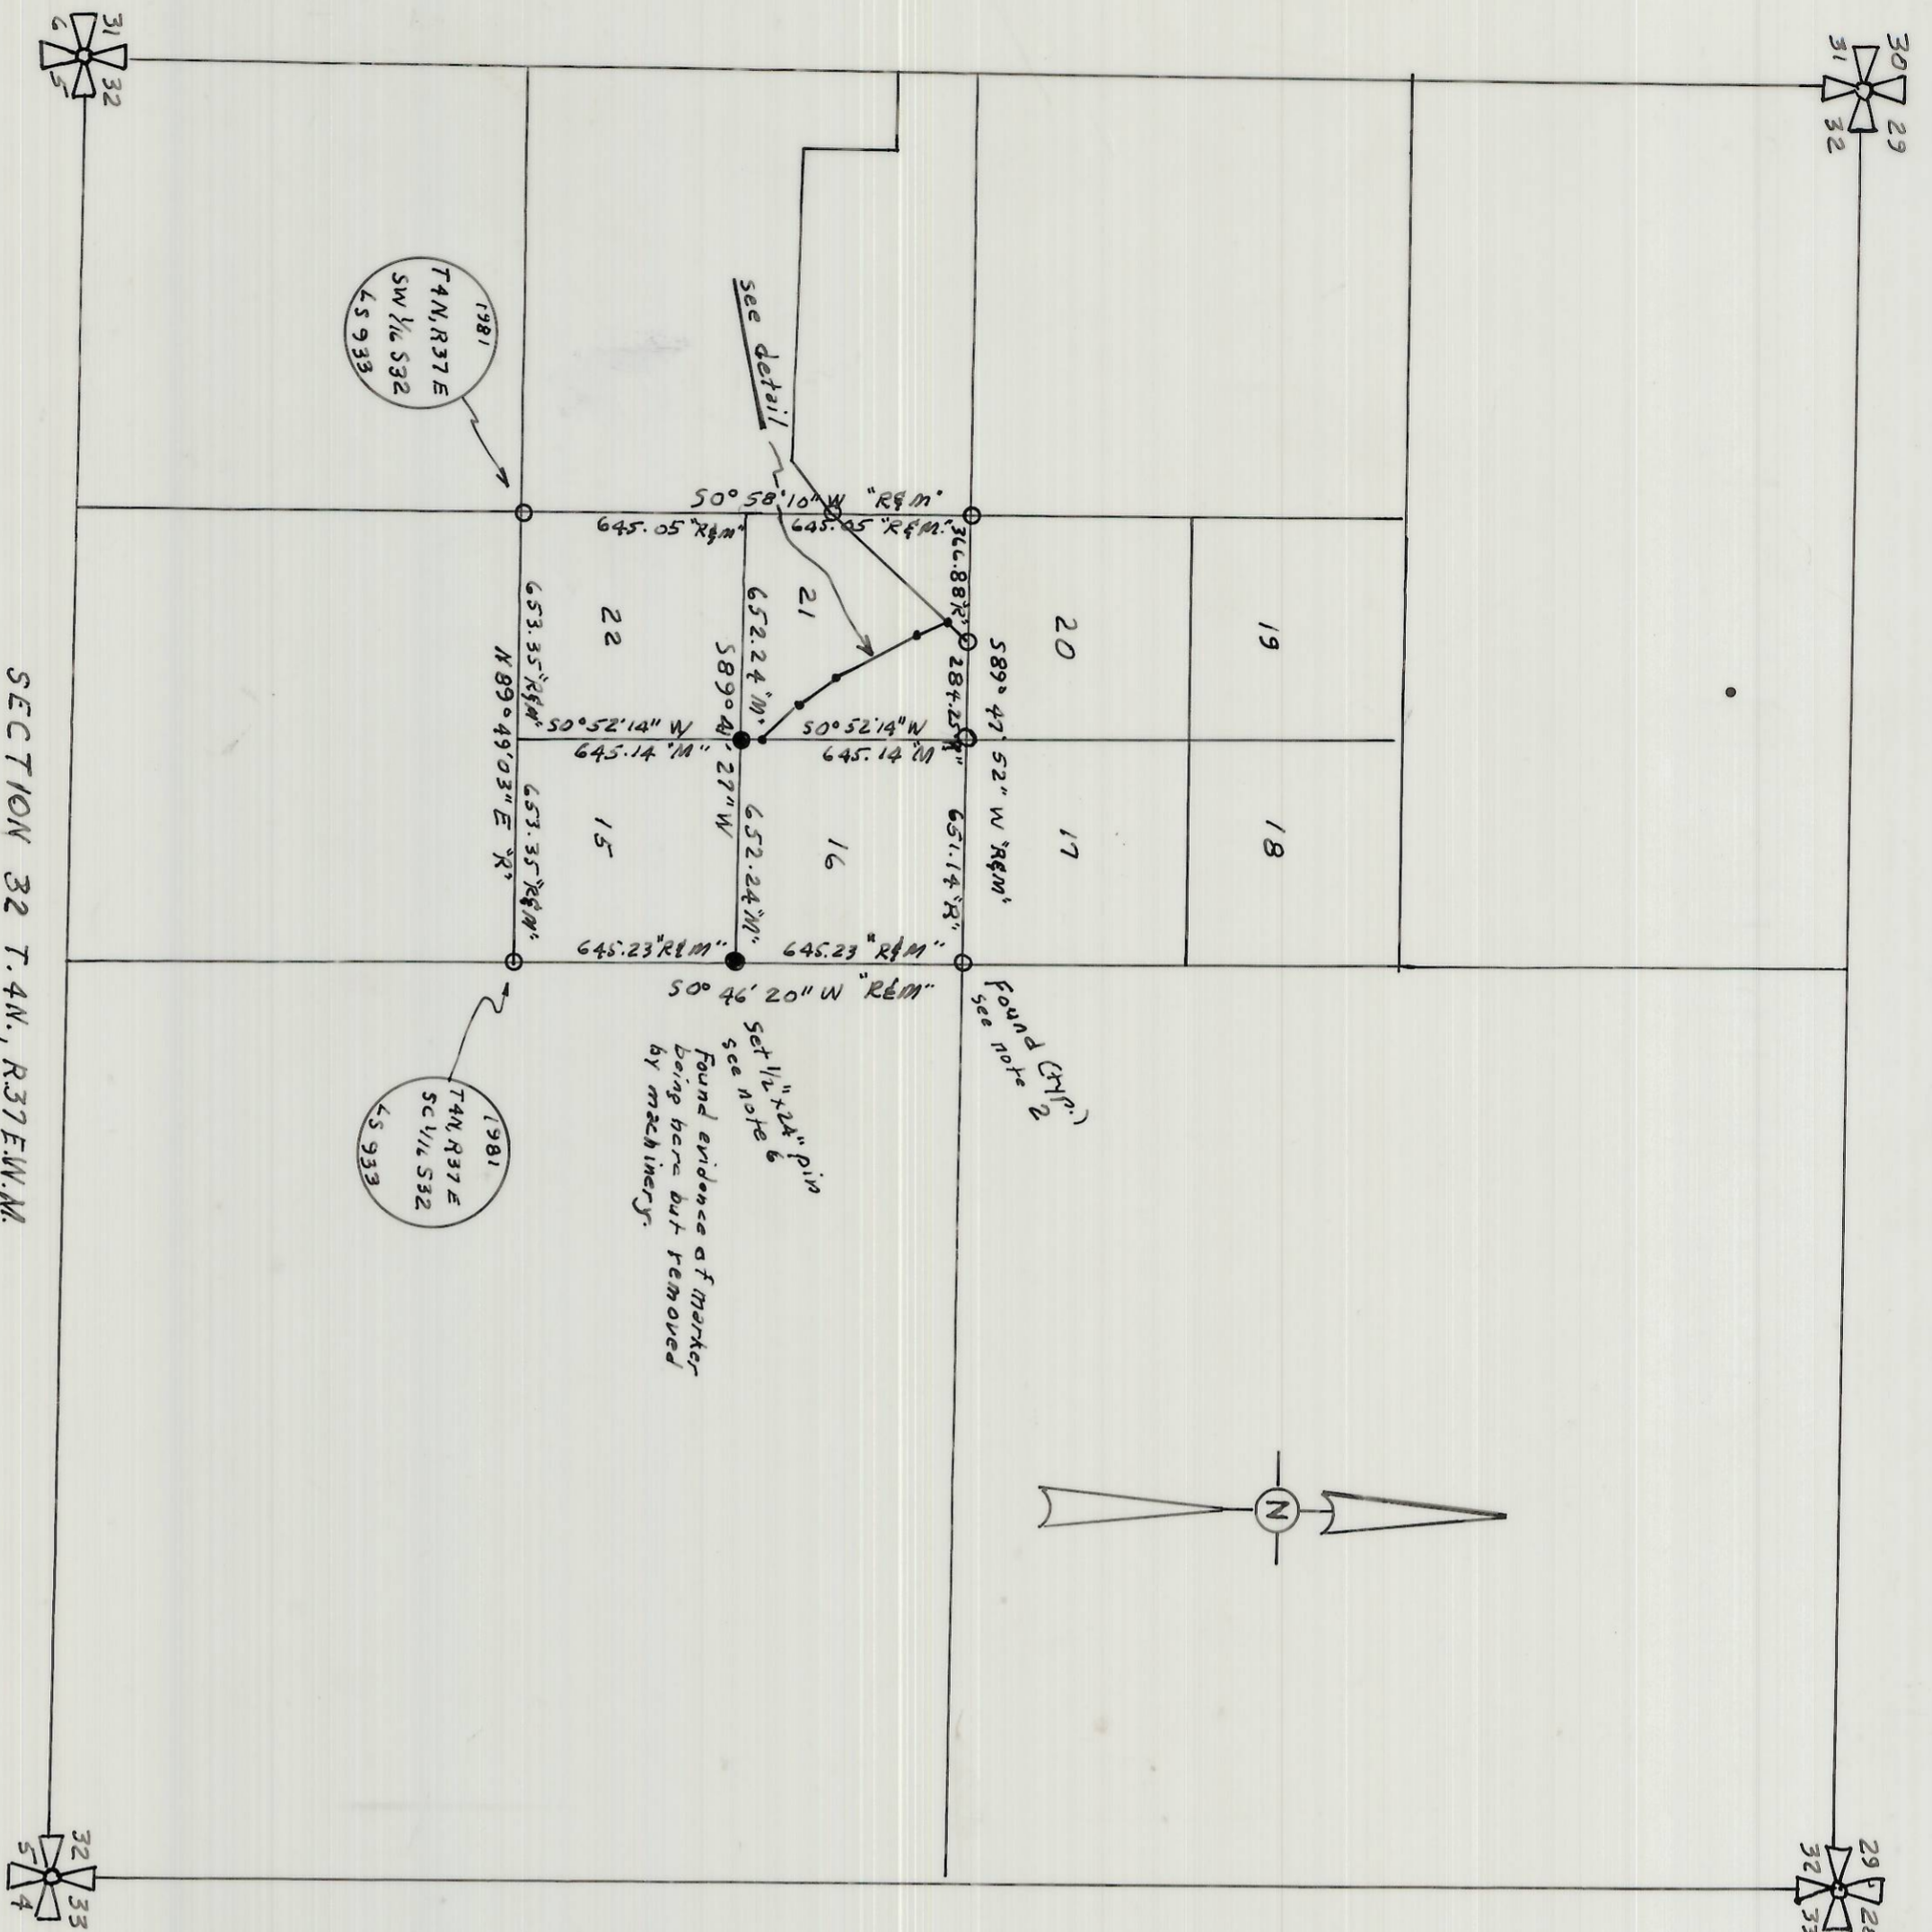 31
6
32
5
30
31
29
32
1981
T4N, R37E
SW 1/16 S32
LS 933
see detail
S0° 58' 10" W "R&M"
645.05 "R&M"
645.05 "R&M"
366.88 "R"
284.25 "R"
S89° 47' 52" W "R&M"
651.14 "R"
19
20
21
22
18
17
16
15
652.24 "M"
652.24 "M"
S89° 27" W
653.35 "R&M"
653.35 "R&M"
N 89° 49' 03" E "R"
S0° 52' 14" W
645.14 "M"
S0° 52' 14" W
645.14 "M"
645.23 "R&M"
645.23 "R&M"
S0° 46' 20" W "R&M"
Found (typ.)
see note 2
set 1/2" x 24" pin
see note 6
Found evidence of marker
being here but removed
by machinery.
1981
T4N, R37E
SC 1/16 S32
LS 933
N
32
5
33
4
29
32
SECTION 32 T.4N., R37E.W.M.